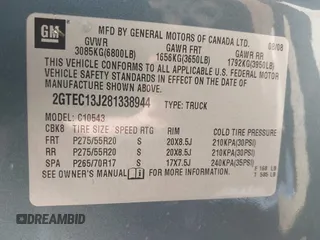 GM
MFD BY GENERAL MOTORS OF CANADA LTD.
GVWR GAWR FRT GAWR RR
3085KG(6800LB) 1656KG(3650LB) 1792KG(3950LB)
THIS VEHICLE CONFORMS TO ALL APPLICABLE U.S. FEDERAL
MOTOR VEHICLE SAFETY AND THEFT PREVENTION STANDARDS
IN EFFECT ON THE DATE OF MANUFACTURE SHOWN ABOVE.
2GTEC13J281338944 TYPE: TRUCK
MODEL: C10543
CBK8 TIRE SIZE SPEED RTG RIM COLD TIRE PRESSURE
FRT P275/55R20 S 20X8.5J 210KPA(30PSI)
RR P275/55R20 S 20X8.5J 210KPA(30PSI)
SPA P265/70R17 S 17X7.5J 240KPA(35PSI)
SEE OWNER'S MANUAL FOR MORE INFORMATION.
DREAMBID